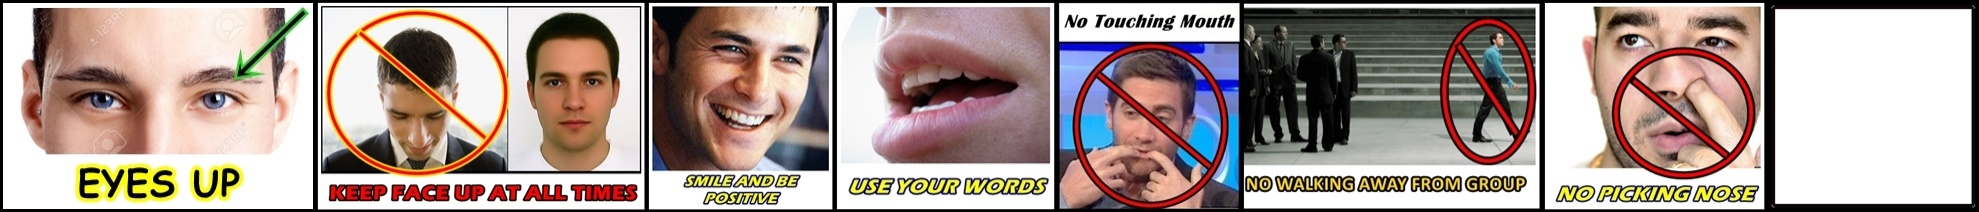 EYES UP
KEEP FACE UP AT ALL TIMES
SMILE AND BE
POSITIVE
USE YOUR WORDS
No Touching Mouth
NO WALKING AWAY FROM GROUP
NO PICKING NOSE